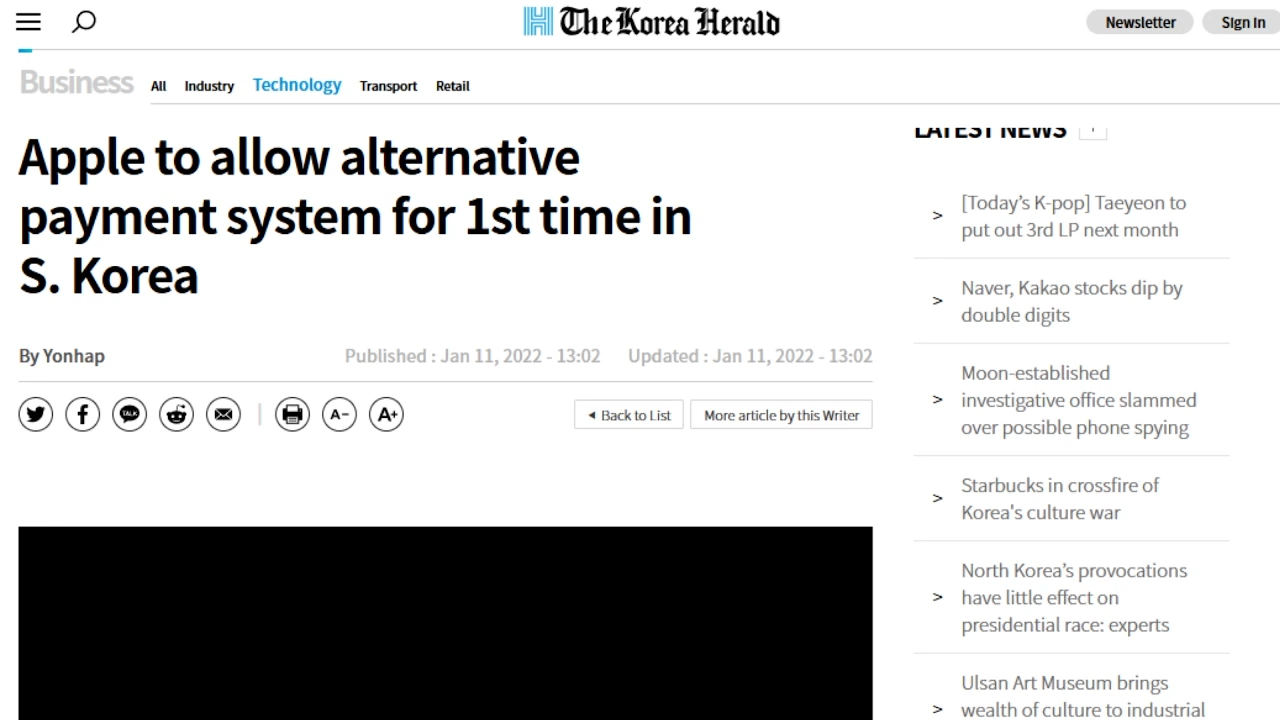 The Korea Herald
Newsletter
Sign In
Business
All
Industry
Technology
Transport
Retail
Apple to allow alternative
payment system for 1st time in
S. Korea
By Yonhap
Published : Jan 11, 2022 - 13:02
Updated : Jan 11, 2022 - 13:02
TALK
A-
A+
◄ Back to List
More article by this Writer
LATEST NEWS
+
> [Today’s K-pop] Taeyeon to
put out 3rd LP next month
> Naver, Kakao stocks dip by
double digits
> Moon-established
investigative office slammed
over possible phone spying
> Starbucks in crossfire of
Korea's culture war
> North Korea’s provocations
have little effect on
presidential race: experts
> Ulsan Art Museum brings
wealth of culture to industrial